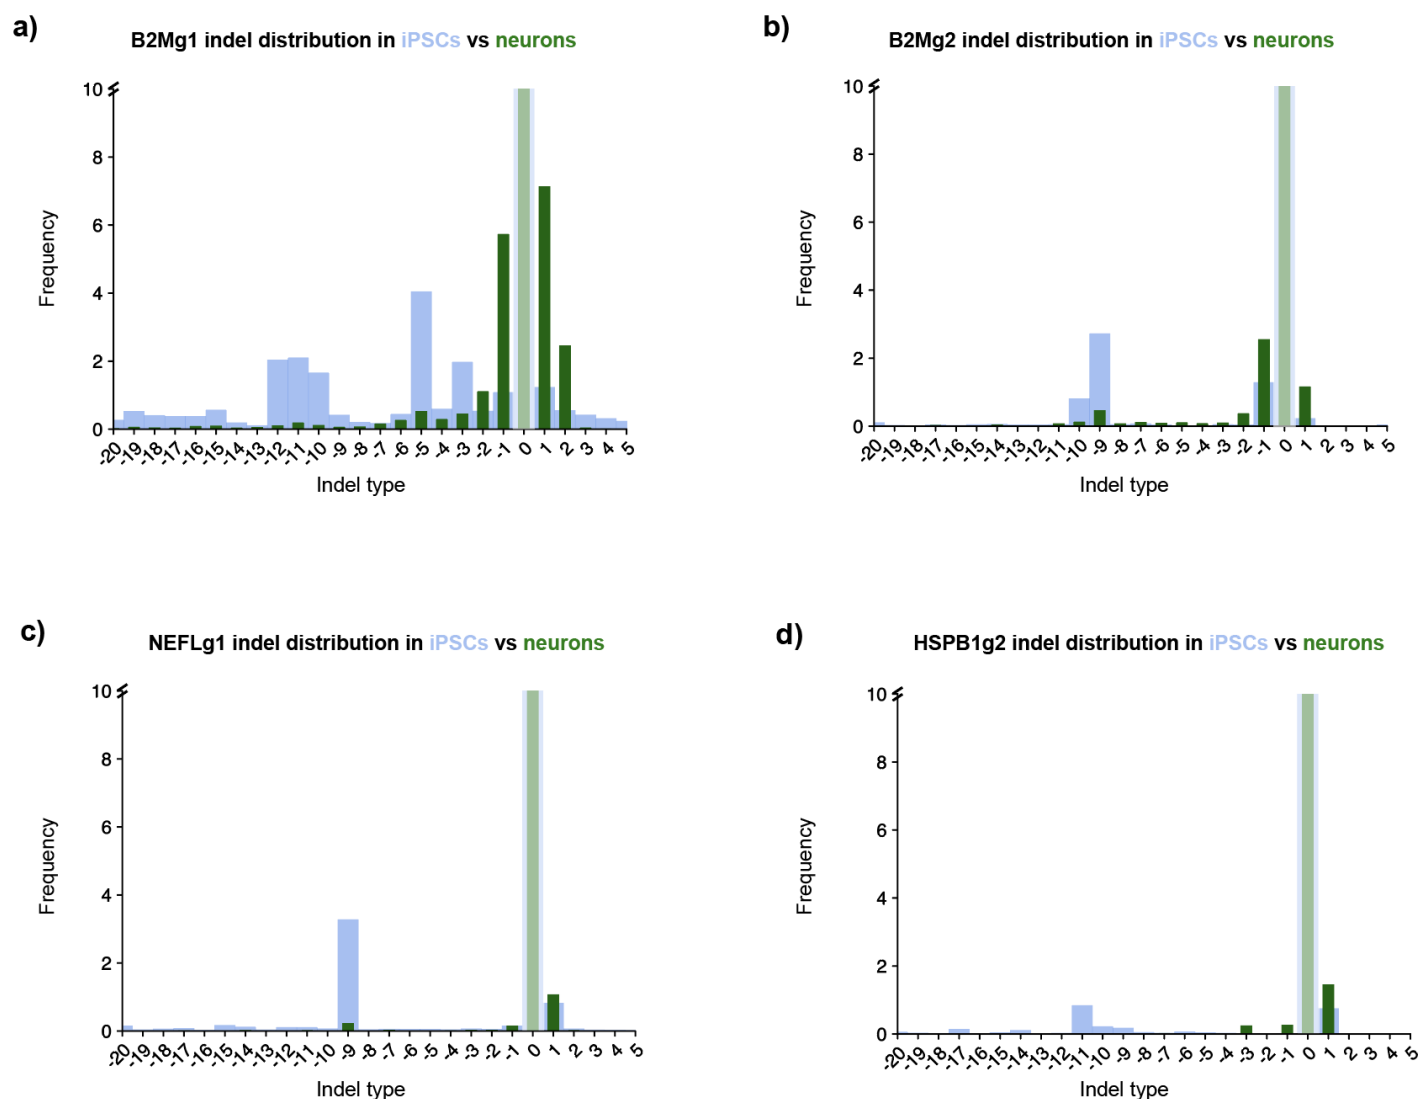 a)
B2Mg1 indel distribution in iPSCs vs neurons
10
8
6
4
2
0
Frequency
-20 -19 -18 -17 -16 -15 -14 -13 -12 -11 -10 -9 -8 -7 -6 -5 -4 -3 -2 -1 0 1 2 3 4 5
Indel type
b)
B2Mg2 indel distribution in iPSCs vs neurons
10
8
6
4
2
0
Frequency
-20 -19 -18 -17 -16 -15 -14 -13 -12 -11 -10 -9 -8 -7 -6 -5 -4 -3 -2 -1 0 1 2 3 4 5
Indel type
c)
NEFLg1 indel distribution in iPSCs vs neurons
10
8
6
4
2
0
Frequency
-20 -19 -18 -17 -16 -15 -14 -13 -12 -11 -10 -9 -8 -7 -6 -5 -4 -3 -2 -1 0 1 2 3 4 5
Indel type
d)
HSPB1g2 indel distribution in iPSCs vs neurons
10
8
6
4
2
0
Frequency
-20 -19 -18 -17 -16 -15 -14 -13 -12 -11 -10 -9 -8 -7 -6 -5 -4 -3 -2 -1 0 1 2 3 4 5
Indel type